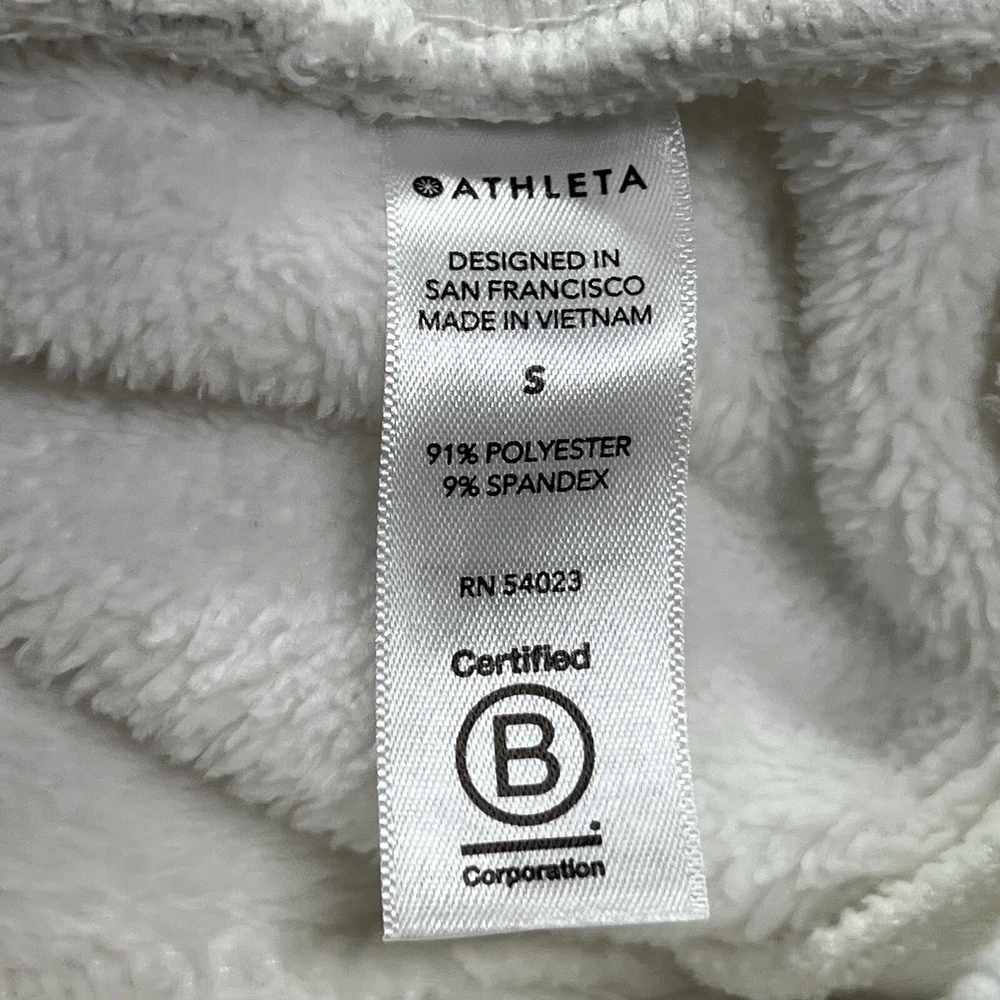 ATHLETA
DESIGNED IN
SAN FRANCISCO
MADE IN VIETNAM
S
91% POLYESTER
9% SPANDEX
RN 54023
Certified
B
Corporation